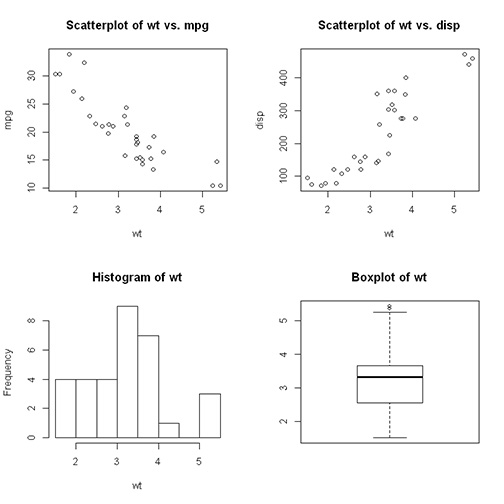 Scatterplot of wt vs. mpg
mpg
30
25
20
15
10
2 3 4 5
wt
Scatterplot of wt vs. disp
disp
400
300
200
100
2 3 4 5
wt
Histogram of wt
Frequency
8
6
4
2
0
2 3 4 5
wt
Boxplot of wt
5
4
3
2